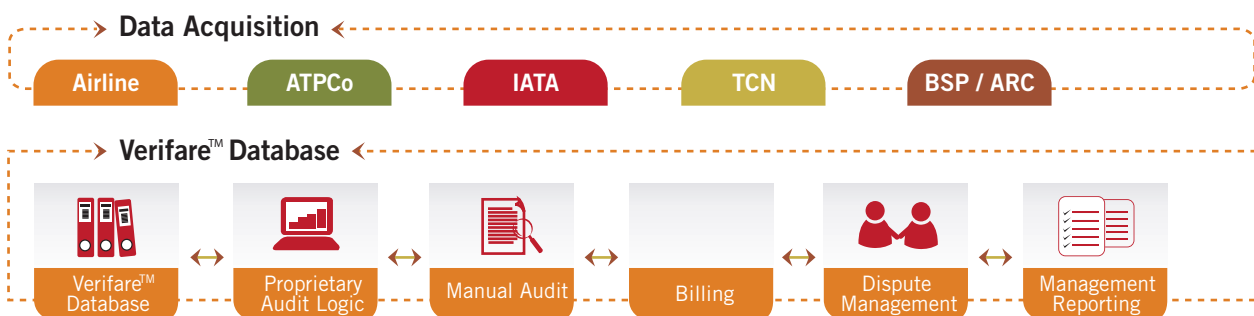 Data Acquisition
Airline
ATPCo
IATA
TCN
BSP / ARC
Verifare™ Database
Verifare™
Database
Proprietary
Audit Logic
Manual Audit
Billing
Dispute
Management
Management
Reporting